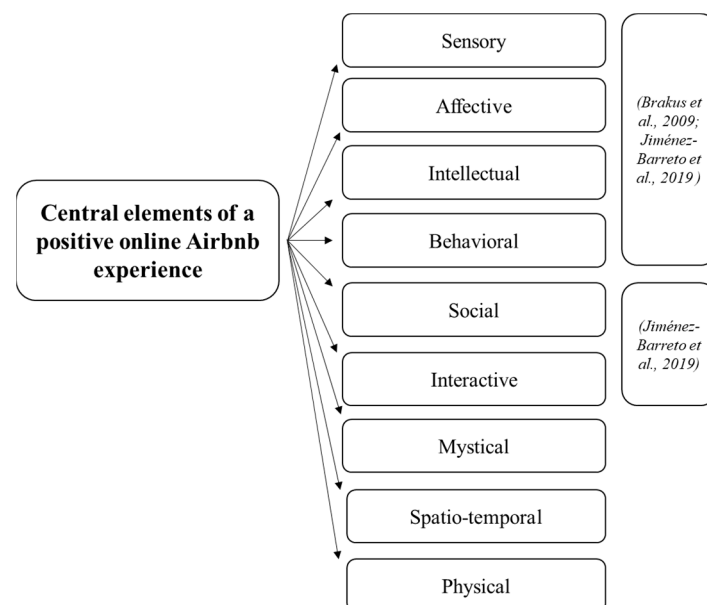 Central elements of a
positive online Airbnb
experience
Sensory
Affective
Intellectual
Behavioral
Social
Interactive
Mystical
Spatio-temporal
Physical
(Brakus et
al., 2009;
Jiménez-
Barreto et
al., 2019 )
(Jiménez-
Barreto et
al., 2019)